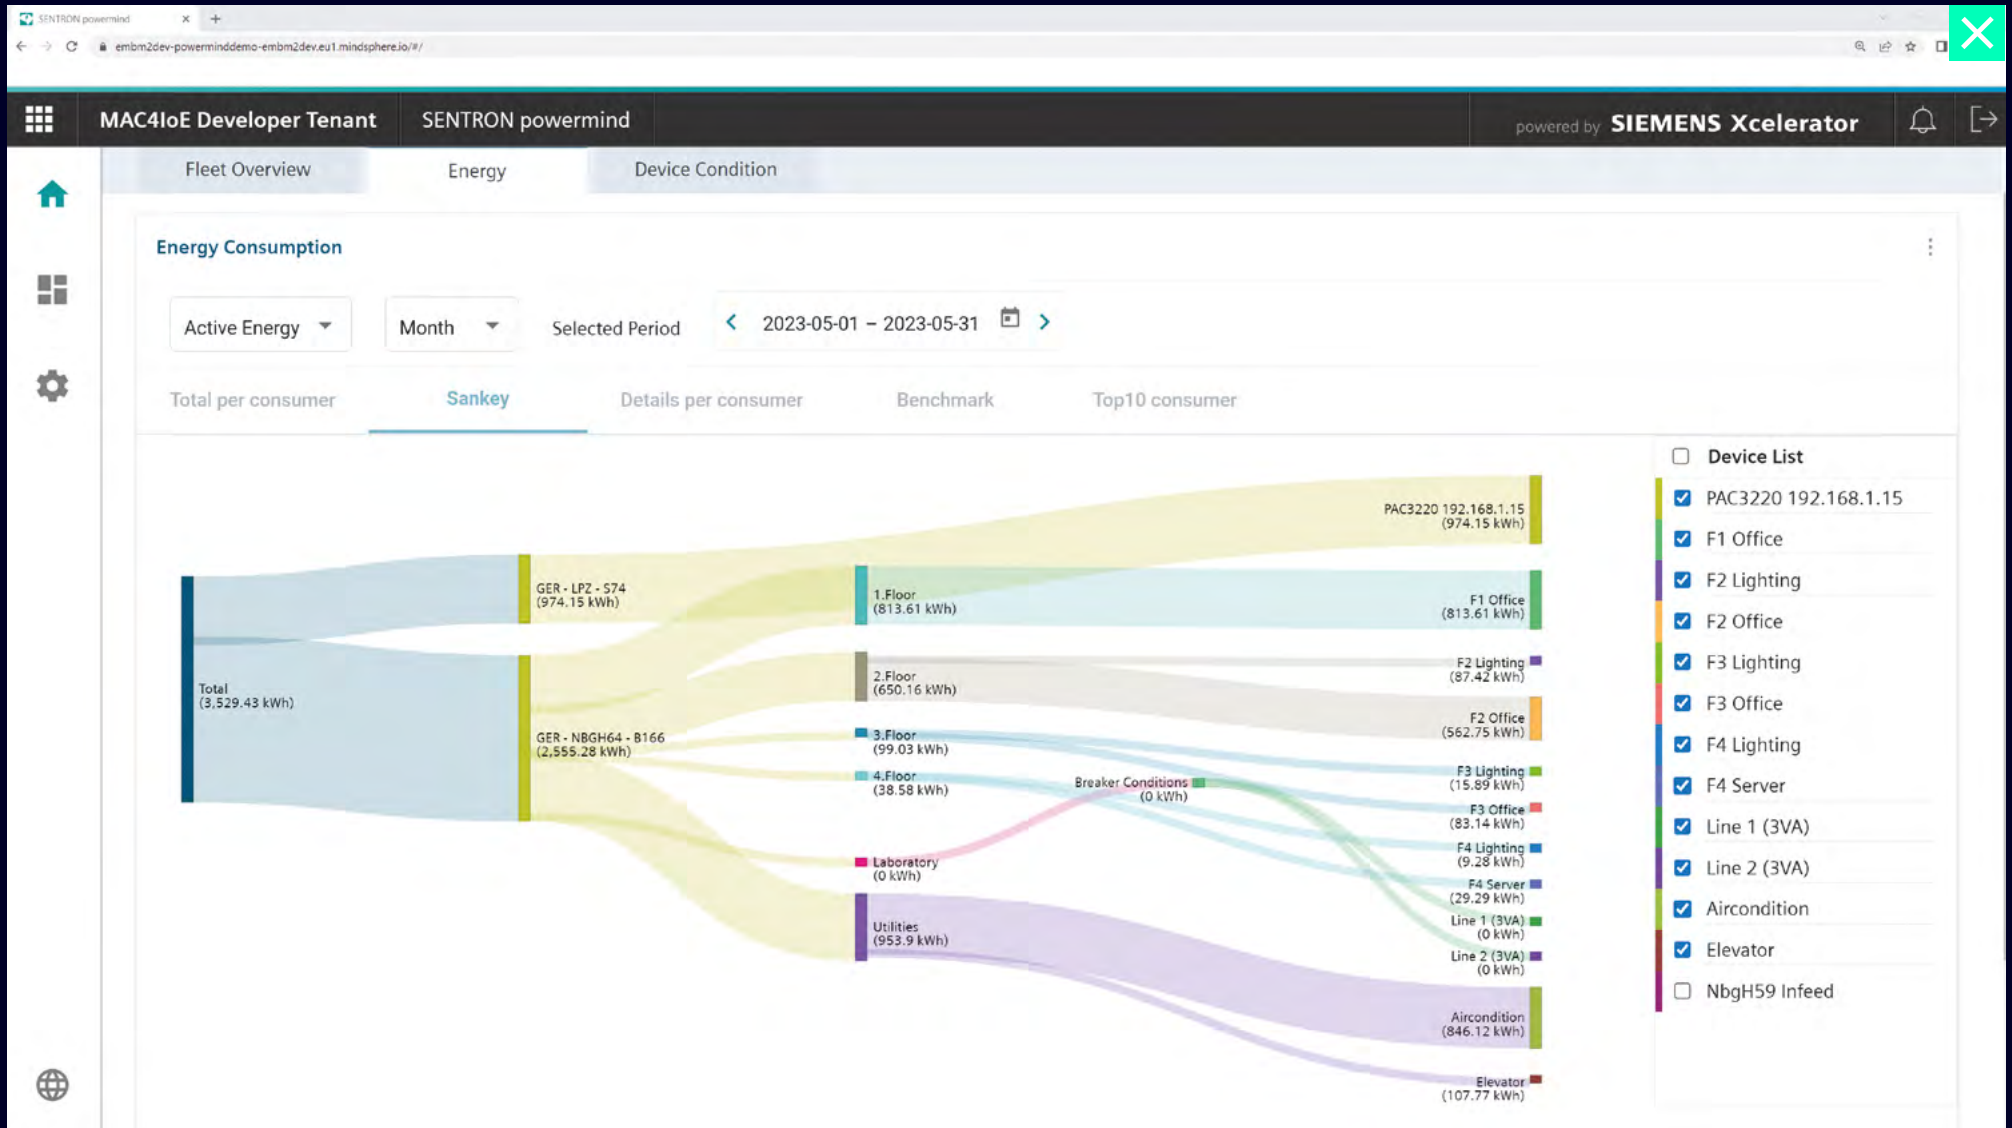 SENTRON powermind
embm2dev-powerminddemo-embm2dev.eu1.mindsphere.io/#/
MAC4IoE Developer Tenant
SENTRON powermind
powered by SIEMENS Xcelerator
Fleet Overview
Energy
Device Condition
Energy Consumption
Active Energy
Month
Selected Period
2023-05-01 – 2023-05-31
Total per consumer
Sankey
Details per consumer
Benchmark
Top10 consumer
Total
(3,529.43 kWh)
GER - LPZ - S74
(974.15 kWh)
GER - NBGH64 - B166
(2,555.28 kWh)
1.Floor
(813.61 kWh)
2.Floor
(650.16 kWh)
3.Floor
(99.03 kWh)
4.Floor
(38.58 kWh)
Laboratory
(0 kWh)
Utilities
(953.9 kWh)
Breaker Conditions
(0 kWh)
PAC3220 192.168.1.15
(974.15 kWh)
F1 Office
(813.61 kWh)
F2 Lighting
(87.42 kWh)
F2 Office
(562.75 kWh)
F3 Lighting
(15.89 kWh)
F3 Office
(83.14 kWh)
F4 Lighting
(9.28 kWh)
F4 Server
(29.29 kWh)
Line 1 (3VA)
(0 kWh)
Line 2 (3VA)
(0 kWh)
Aircondition
(846.12 kWh)
Elevator
(107.77 kWh)
Device List
PAC3220 192.168.1.15
F1 Office
F2 Lighting
F2 Office
F3 Lighting
F3 Office
F4 Lighting
F4 Server
Line 1 (3VA)
Line 2 (3VA)
Aircondition
Elevator
NbgH59 Infeed